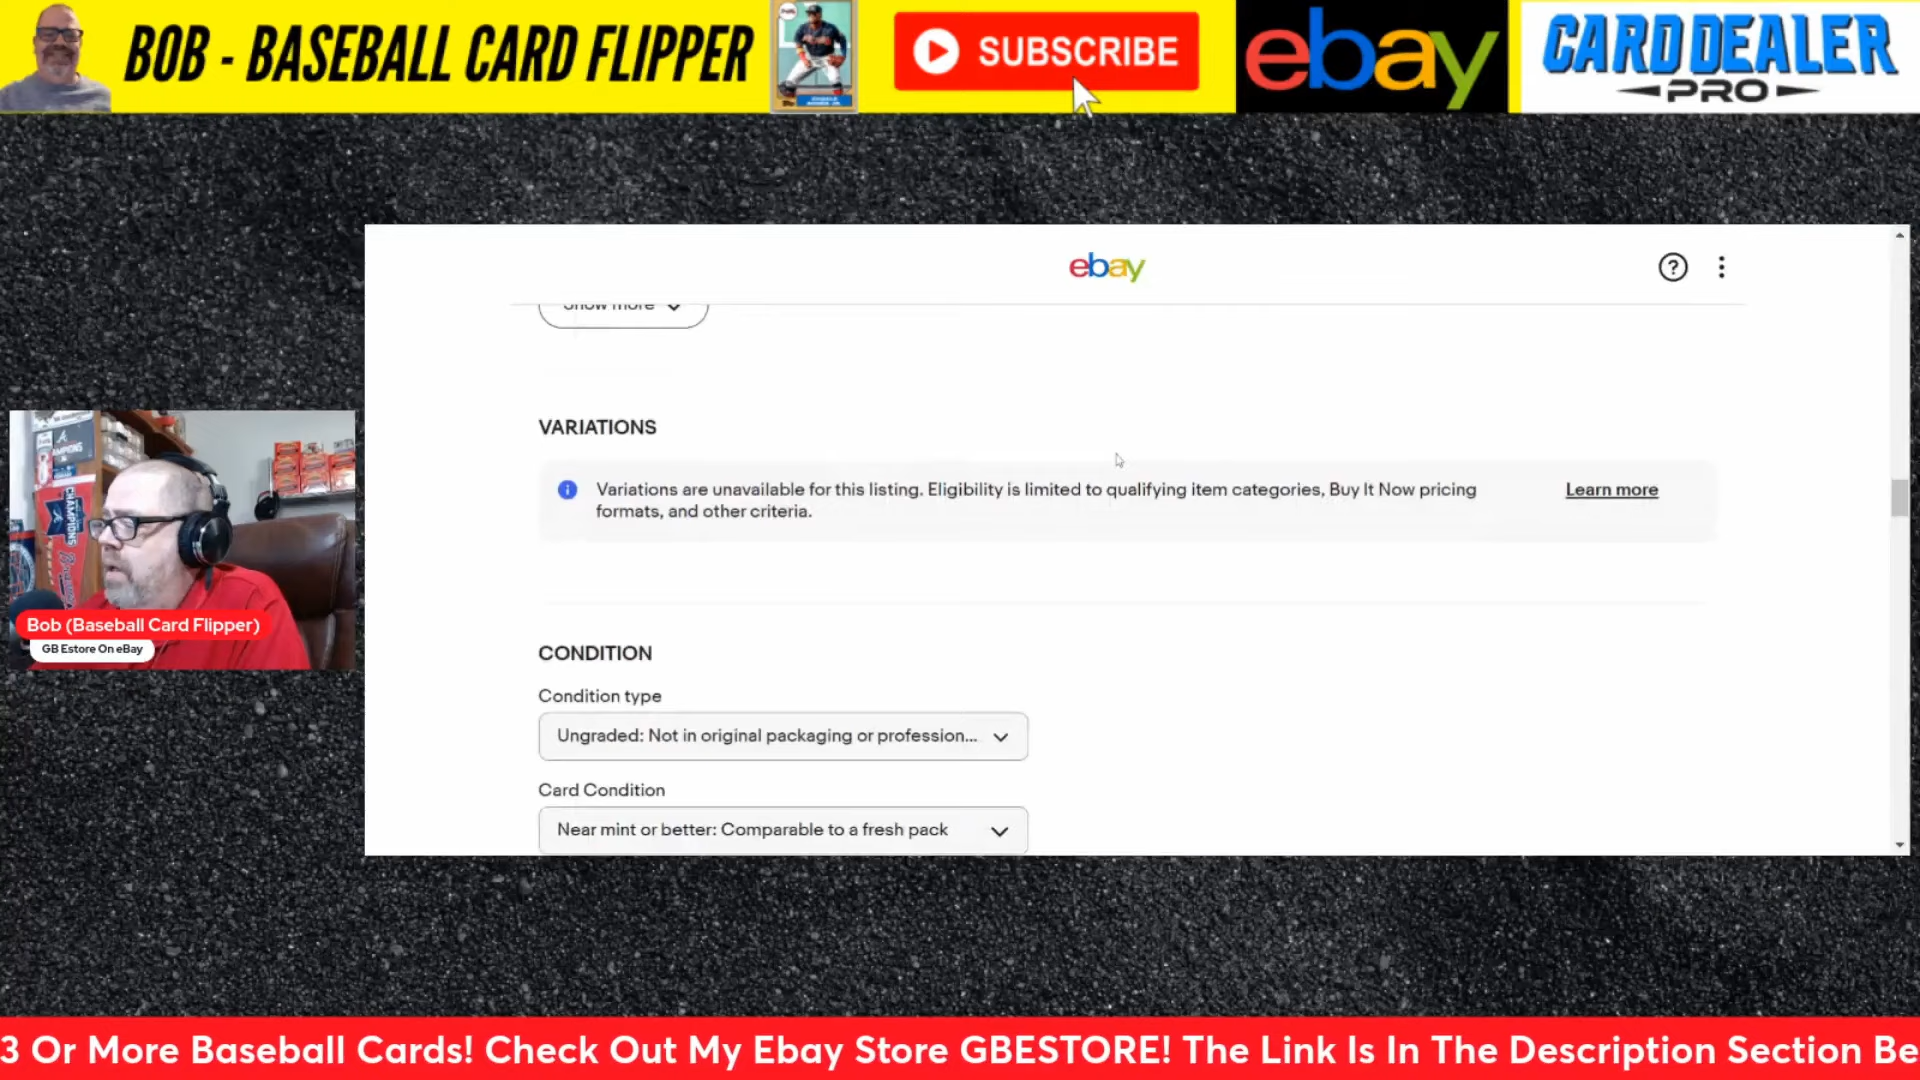 BOB - BASEBALL CARD FLIPPER
SUBSCRIBE
ebay
CARD DEALER
PRO
ebay
Show more
VARIATIONS
Variations are unavailable for this listing. Eligibility is limited to qualifying item categories, Buy It Now pricing
formats, and other criteria.
Learn more
CONDITION
Condition type
Ungraded: Not in original packaging or profession...
Card Condition
Near mint or better: Comparable to a fresh pack
CHAMPIONS
Bob (Baseball Card Flipper)
GB Estore On eBay
3 Or More Baseball Cards! Check Out My Ebay Store GBESTORE! The Link Is In The Description Section Be